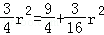 3/4 r² = 9/4 + 3/16 r²